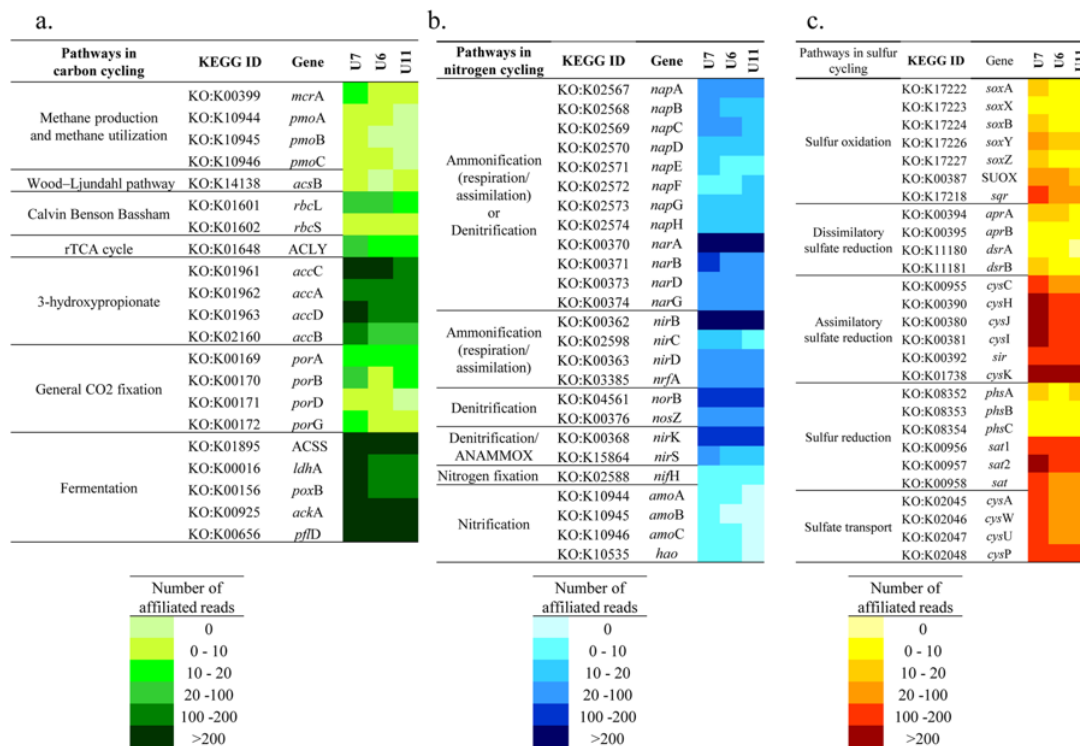 a.
Pathways in
carbon cycling
KEGG ID
Gene
U7
U6
U11
Methane production
and methane utilization
KO:K00399 mcrA
KO:K10944 pmoA
KO:K10945 pmoB
KO:K10946 pmoC
Wood–Ljundahl pathway KO:K14138 acsB
Calvin Benson Bassham
KO:K01601 rbcL
KO:K01602 rbcS
rTCA cycle KO:K01648 ACLY
3-hydroxypropionate
KO:K01961 accC
KO:K01962 accA
KO:K01963 accD
KO:K02160 accB
General CO2 fixation
KO:K00169 porA
KO:K00170 porB
KO:K00171 porD
KO:K00172 porG
Fermentation
KO:K01895 ACSS
KO:K00016 ldhA
KO:K00156 poxB
KO:K00925 ackA
KO:K00656 pflD
Number of
affiliated reads
0
0 - 10
10 - 20
20 -100
100 -200
>200
b.
Pathways in
nitrogen cycling
KEGG ID
Gene
U7
U6
U11
Ammonification
(respiration/
assimilation)
or
Denitrification
KO:K02567 napA
KO:K02568 napB
KO:K02569 napC
KO:K02570 napD
KO:K02571 napE
KO:K02572 napF
KO:K02573 napG
KO:K02574 napH
KO:K00370 narA
KO:K00371 narB
KO:K00373 narD
KO:K00374 narG
Ammonification
(respiration/
assimilation)
KO:K00362 nirB
KO:K02598 nirC
KO:K00363 nirD
KO:K03385 nrfA
Denitrification
KO:K04561 norB
KO:K00376 nosZ
Denitrification/
ANAMMOX
KO:K00368 nirK
KO:K15864 nirS
Nitrogen fixation KO:K02588 nifH
Nitrification
KO:K10944 amoA
KO:K10945 amoB
KO:K10946 amoC
KO:K10535 hao
Number of
affiliated reads
0
0 - 10
10 - 20
20 -100
100 -200
>200
c.
Pathways in sulfur
cycling
KEGG ID
Gene
U7
U6
U11
Sulfur oxidation
KO:K17222 soxA
KO:K17223 soxX
KO:K17224 soxB
KO:K17226 soxY
KO:K17227 soxZ
KO:K00387 SUOX
KO:K17218 sqr
Dissimilatory
sulfate reduction
KO:K00394 aprA
KO:K00395 aprB
KO:K11180 dsrA
KO:K11181 dsrB
Assimilatory
sulfate reduction
KO:K00955 cysC
KO:K00390 cysH
KO:K00380 cysJ
KO:K00381 cysI
KO:K00392 sir
KO:K01738 cysK
Sulfur reduction
KO:K08352 phsA
KO:K08353 phsB
KO:K08354 phsC
KO:K00956 sat1
KO:K00957 sat2
KO:K00958 sat
Sulfate transport
KO:K02045 cysA
KO:K02046 cysW
KO:K02047 cysU
KO:K02048 cysP
Number of
affiliated reads
0
0 - 10
10 - 20
20 -100
100 -200
>200